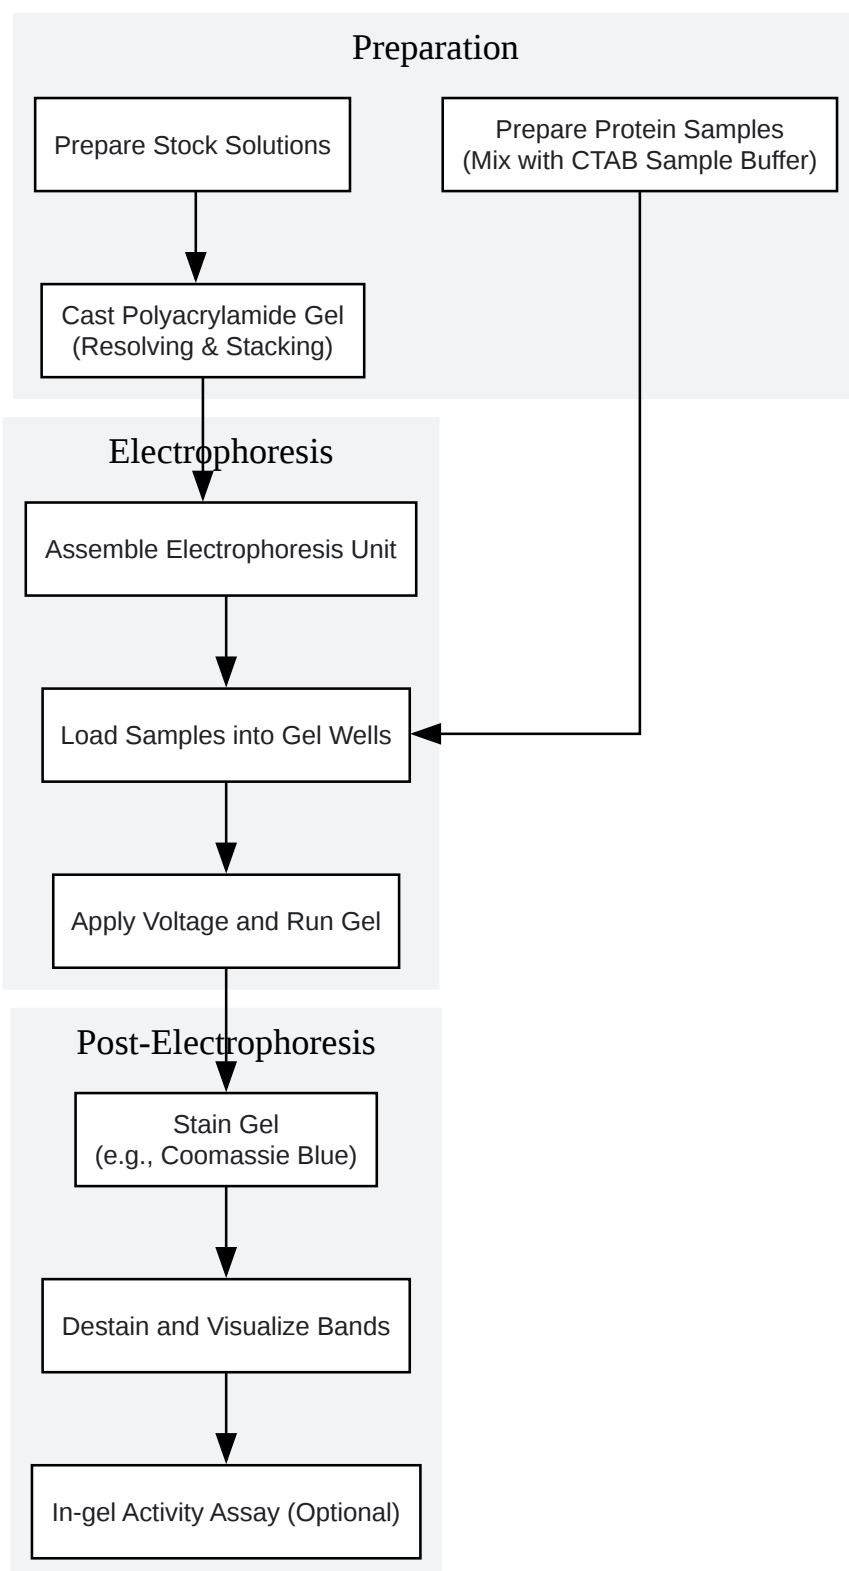 Preparation
Prepare Stock Solutions
Prepare Protein Samples
(Mix with CTAB Sample Buffer)
Cast Polyacrylamide Gel
(Resolving & Stacking)
Electrophoresis
Assemble Electrophoresis Unit
Load Samples into Gel Wells
Apply Voltage and Run Gel
Post-Electrophoresis
Stain Gel
(e.g., Coomassie Blue)
Destain and Visualize Bands
In-gel Activity Assay (Optional)